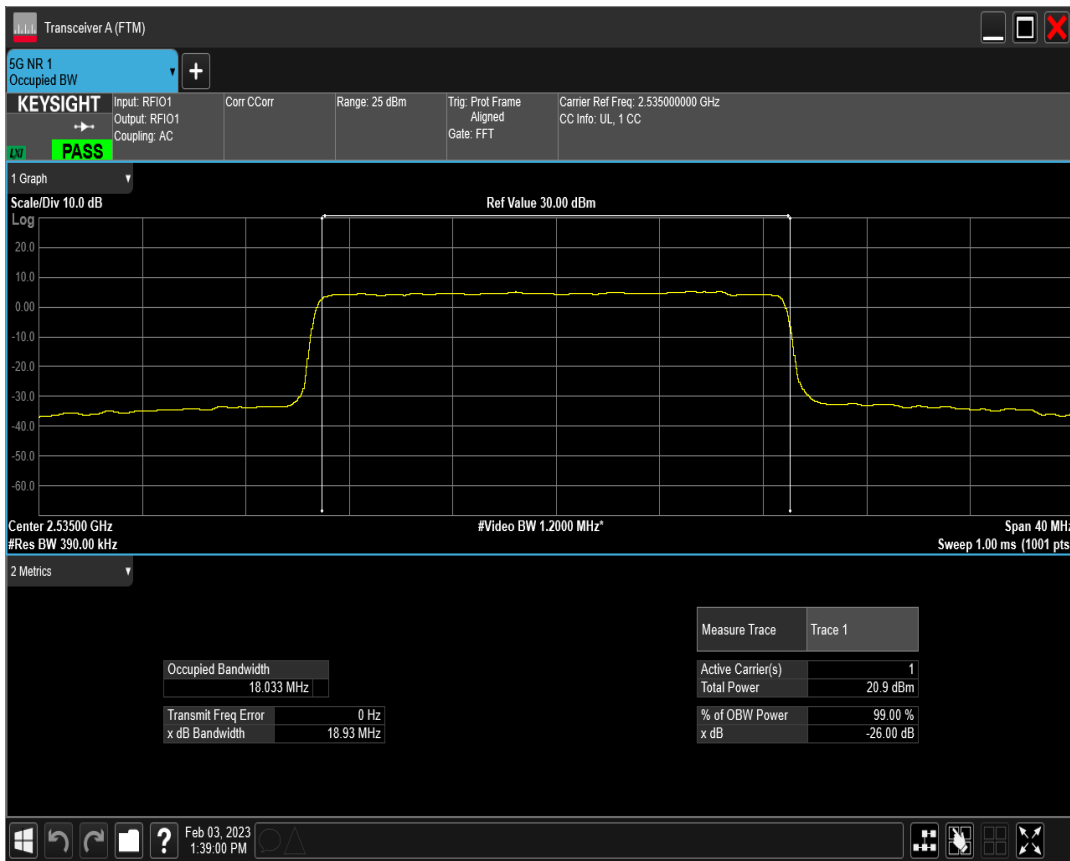 Transceiver A (FTM)
5G NR 1
Occupied BW
+
KEYSIGHT
LXI
PASS
Input: RFIO1
Output: RFIO1
Coupling: AC
Corr CCorr
Range: 25 dBm
Trig: Prot Frame
Aligned
Gate: FFT
Carrier Ref Freq: 2.535000000 GHz
CC Info: UL, 1 CC
1 Graph
Scale/Div 10.0 dB
Ref Value 30.00 dBm
Log
20.0
10.0
0.00
-10.0
-20.0
-30.0
-40.0
-50.0
-60.0
Center 2.53500 GHz
#Video BW 1.2000 MHz*
Span 40 MHz
#Res BW 390.00 kHz
Sweep 1.00 ms (1001 pts
2 Metrics
Measure Trace Trace 1
Occupied Bandwidth
18.033 MHz
Active Carrier(s) 1
Total Power 20.9 dBm
Transmit Freq Error 0 Hz
x dB Bandwidth 18.93 MHz
% of OBW Power 99.00 %
x dB -26.00 dB
?
Feb 03, 2023
1:39:00 PM